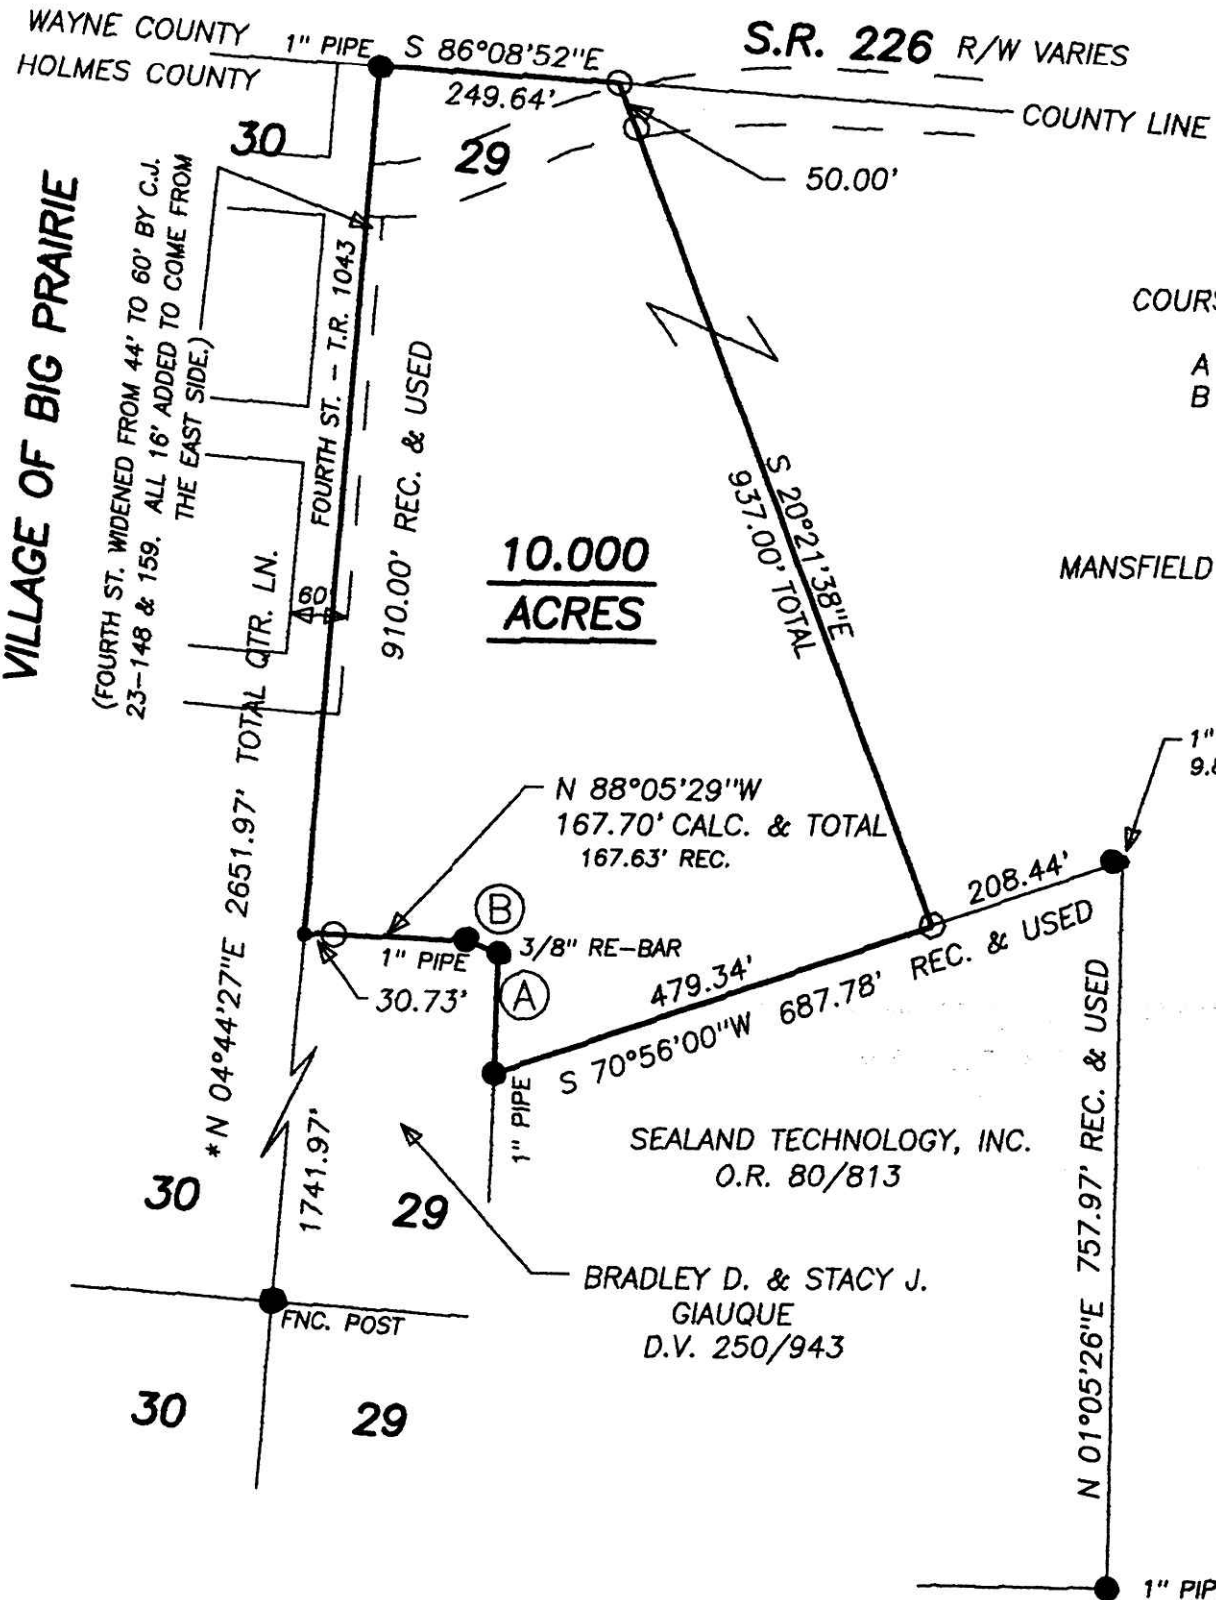 WAYNE COUNTY
HOLMES COUNTY
1" PIPE
S 86°08'52"E
249.64'
S.R. 226 R/W VARIES
COUNTY LINE
50.00'
30
29
VILLAGE OF BIG PRAIRIE
(FOURTH ST. WIDENED FROM 44' TO 60' BY C.J.
23-148 & 159. ALL 16' ADDED TO COME FROM
THE EAST SIDE.)
FOURTH ST. - T.R. 1043
910.00' REC. & USED
60'
A
B
S 20°21'38"E
937.00' TOTAL
10.000
ACRES
MANSFIELD
*N 04°44'27"E 2651.97' TOTAL QTR. LN.
N 88°05'29"W
167.70' CALC. & TOTAL
167.63' REC.
1"
208.44'
B
1" PIPE
3/8" RE-BAR
30.73'
A
479.34'
S 70°56'00"W 687.78' REC. & USED
1" PIPE
1741.97'
SEALAND TECHNOLOGY, INC.
O.R. 80/813
30
29
BRADLEY D. & STACY J.
GIAUQUE
D.V. 250/943
FNC. POST
N 01°05'26"E 757.97' REC. & USED
30
29
1" PIP